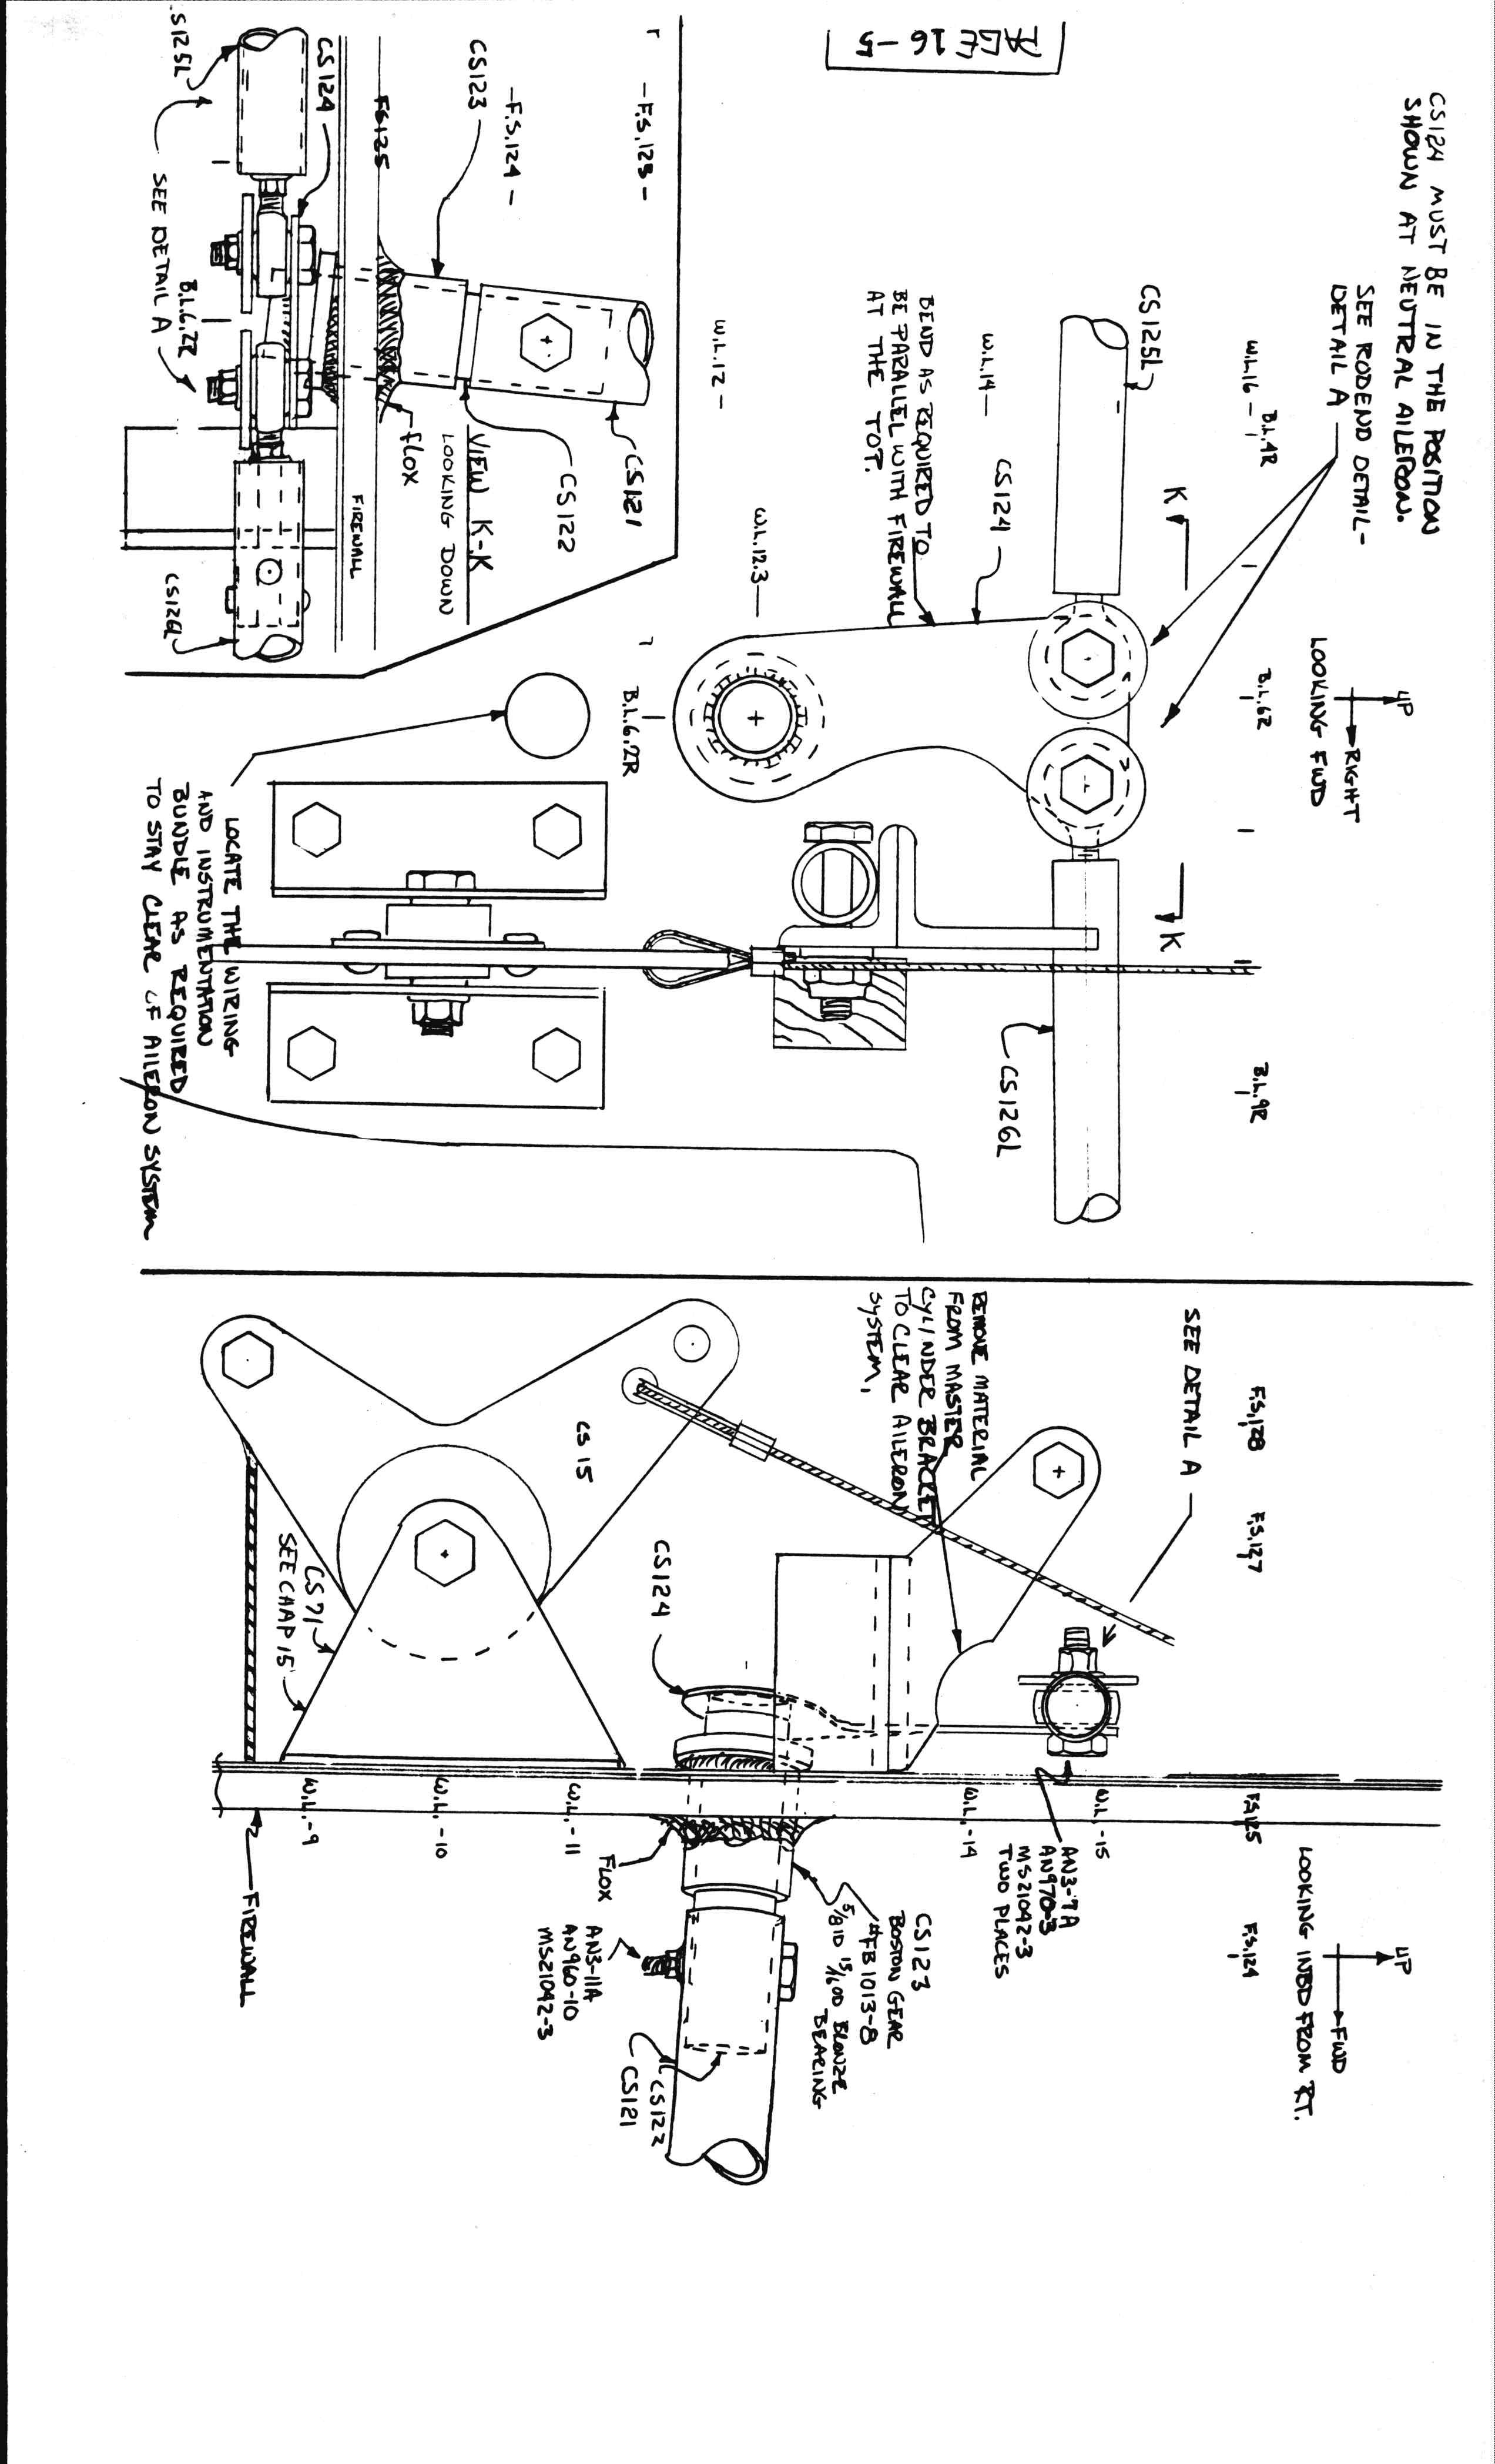 PAGE 16-5
CS124 MUST BE IN THE POSITION
SHOWN AT NEUTRAL AILERON.
SEE RODEND DETAIL-
DETAIL A
UP
RIGHT
LOOKING FWD
W.L.16
B.L.4R
B.L.6R
B.L.9R
CS125L
K
K
W.L.14
CS124
BEND AS REQUIRED TO
BE PARALLEL WITH FIREWALL
AT THE TOP.
CS126L
W.L.12.3
W.L.12
B.L.6.2R
LOCATE THE WIRING
AND INSTRUMENTATION
BUNDLE AS REQUIRED
TO STAY CLEAR OF AILERON SYSTEM
-F.S.123-
-F.S.124-
CS123
CS121
CS122
VIEW K-K
LOOKING DOWN
FLOX
FS125
FIREWALL
CS124
CS125L
SEE DETAIL A
B.L.6.2R
CS126L
UP
FWD
LOOKING INBD FROM RT.
F.S.128
F.S.127
F.S.125
F.S.124
SEE DETAIL A
REMOVE MATERIAL
FROM MASTER
CYLINDER BRACKET
TO CLEAR AILERON
SYSTEM.
W.L.-15
AN3-7A
AN970-3
MS21042-3
TWO PLACES
W.L.-14
CS123
BOSTON GEAR
#FB1013-8
5/8 ID 13/16 OD BRONZE
BEARING
CS124
CS15
FLOX
CS122
CS121
AN3-11A
AN960-10
MS21042-3
W.L.-11
W.L.-10
W.L.-9
CS71
SEE CHAP 15
FIREWALL